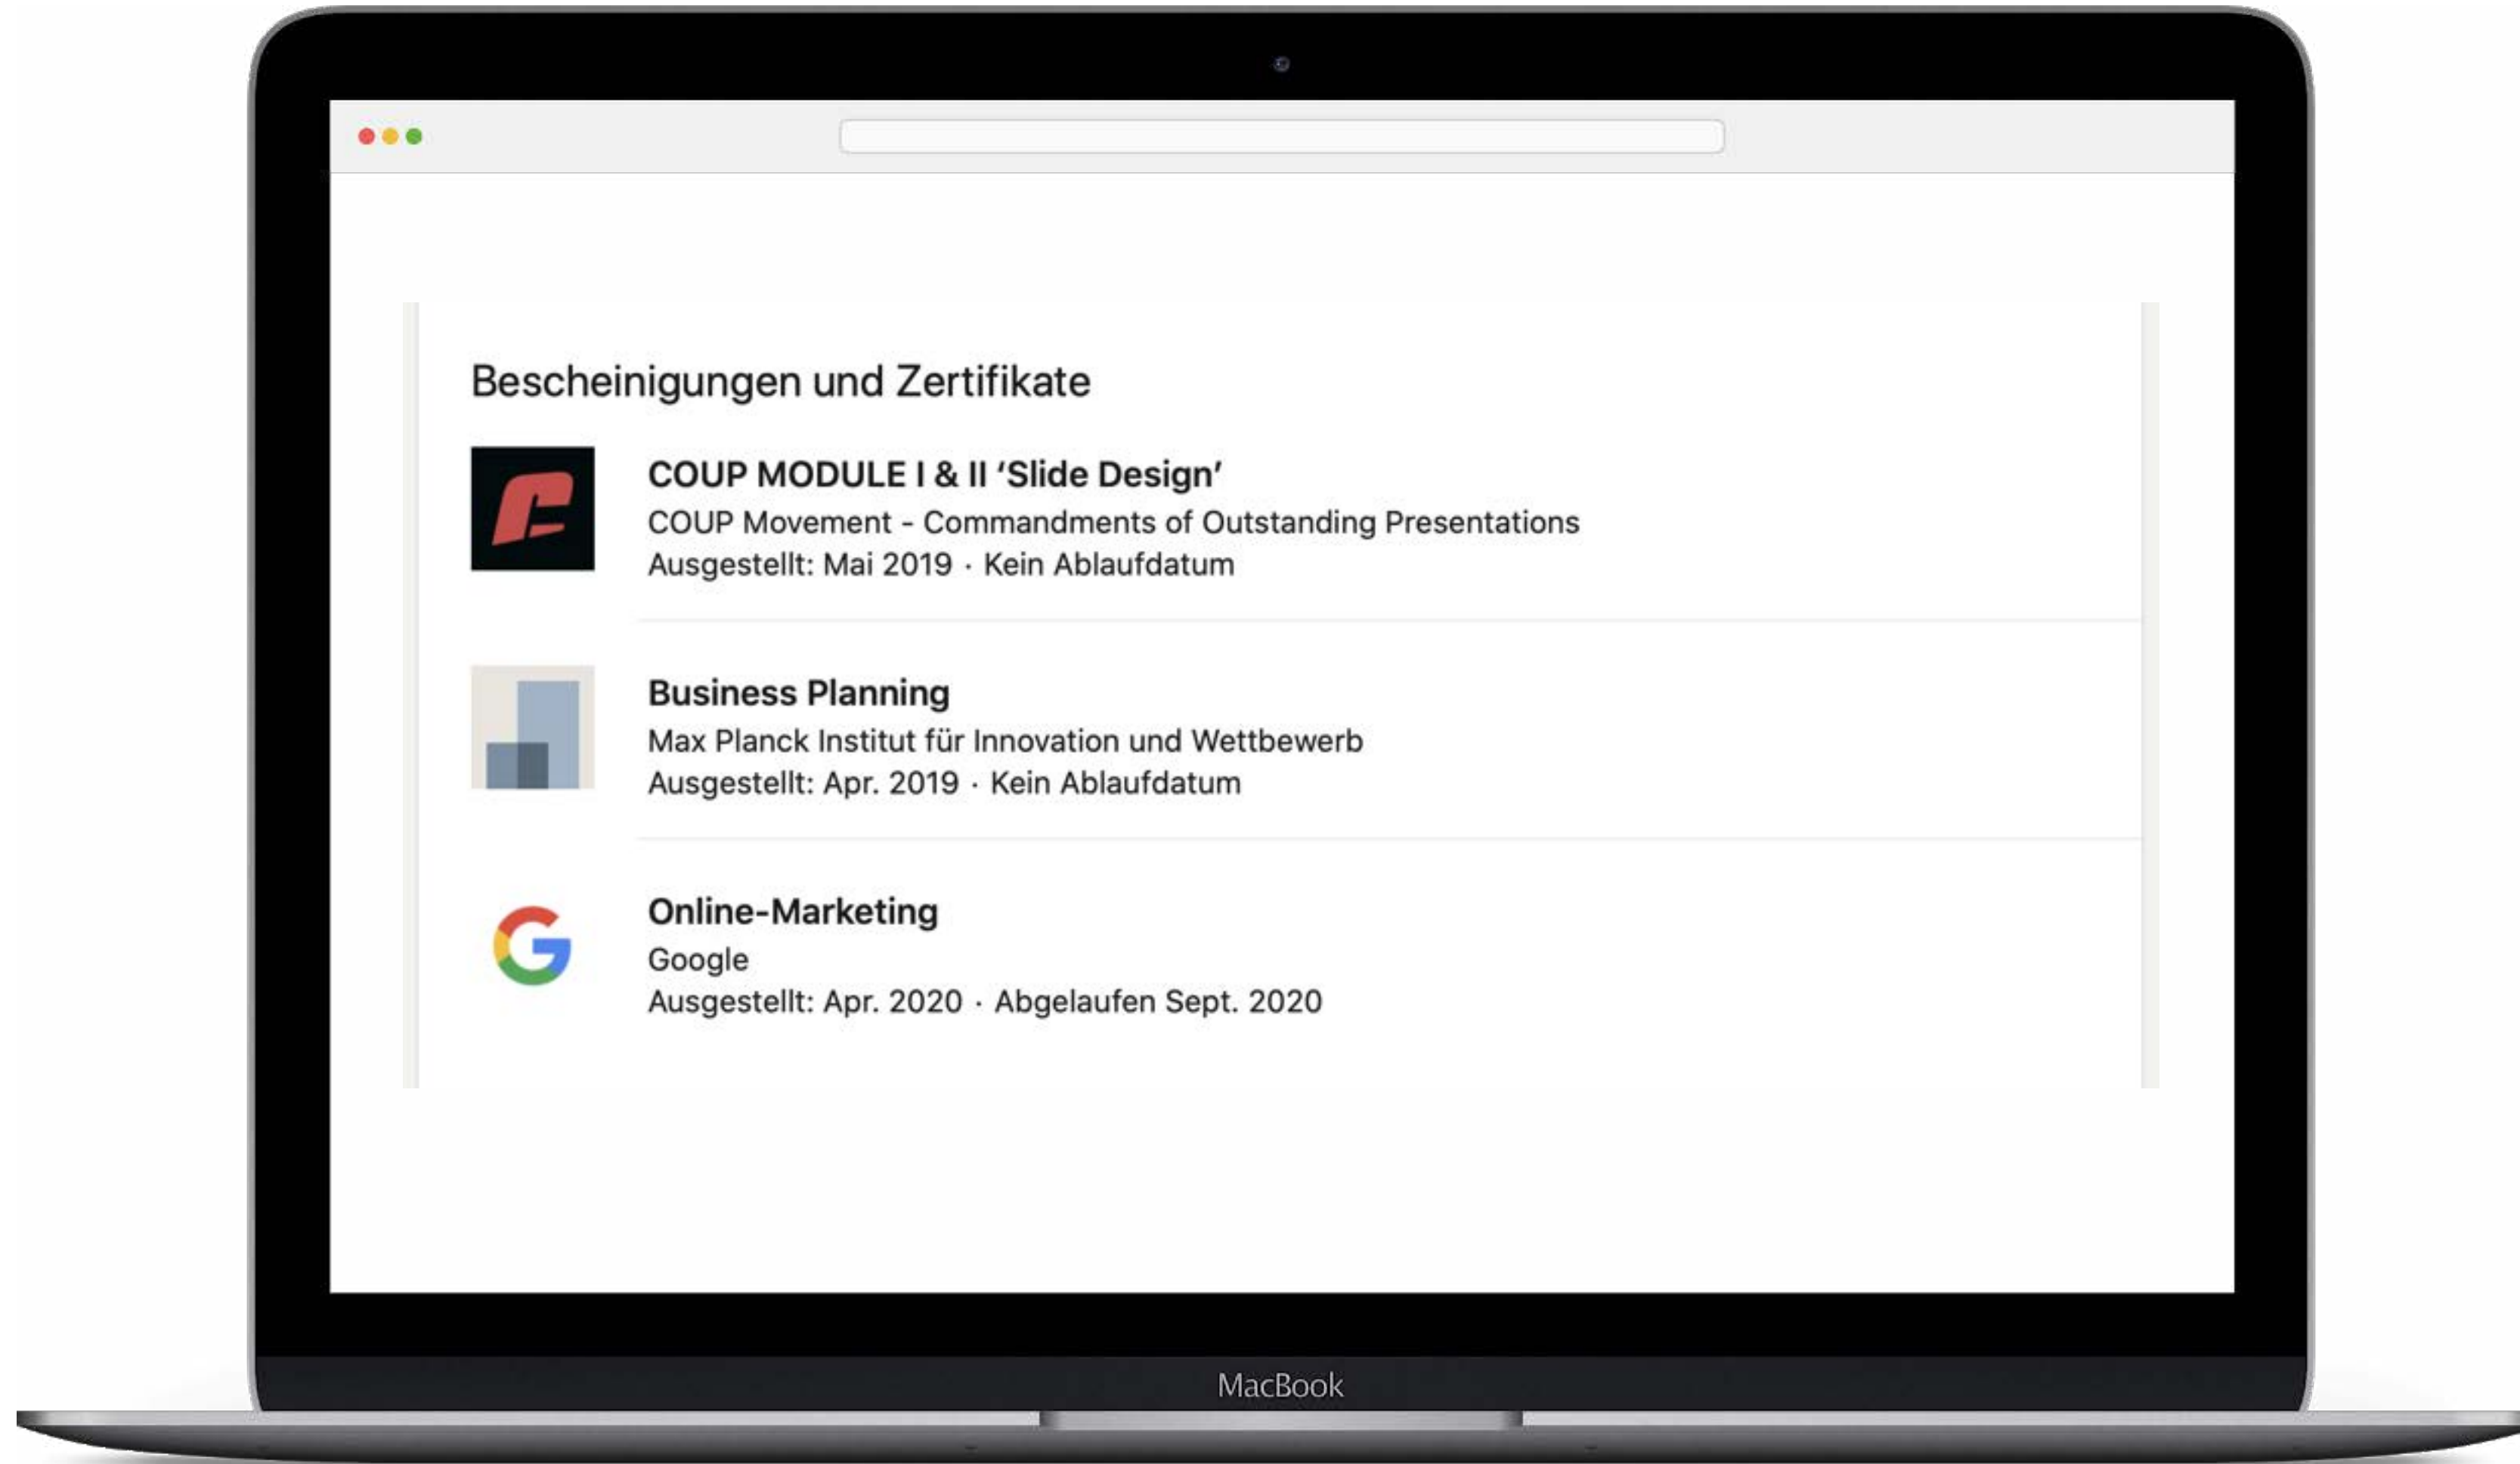 Bescheinigungen und Zertifikate
COUP MODULE I & II ‘Slide Design’
COUP Movement - Commandments of Outstanding Presentations
Ausgestellt: Mai 2019 · Kein Ablaufdatum
Business Planning
Max Planck Institut für Innovation und Wettbewerb
Ausgestellt: Apr. 2019 · Kein Ablaufdatum
Online-Marketing
Google
Ausgestellt: Apr. 2020 · Abgelaufen Sept. 2020
MacBook